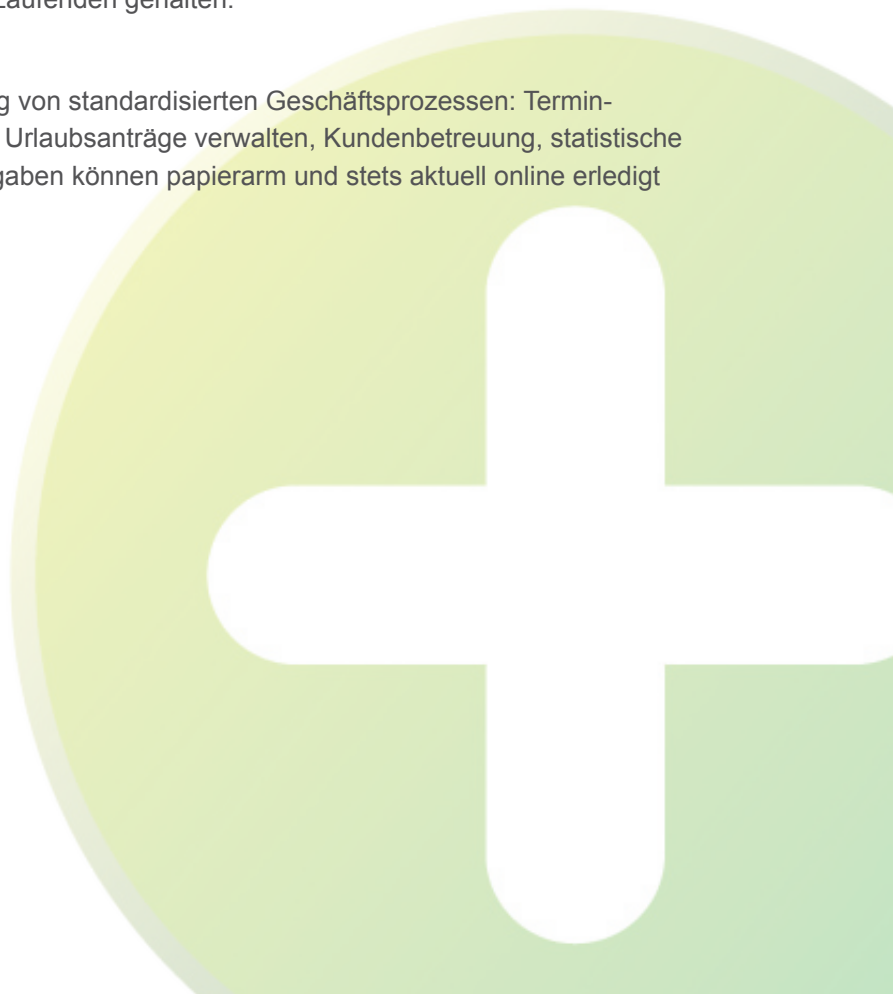 Laufenden gehalten.
g von standardisierten Geschäftsprozessen: Termin-
Urlaubsanträge verwalten, Kundenbetreuung, statistische
gaben können papierarm und stets aktuell online erledigt